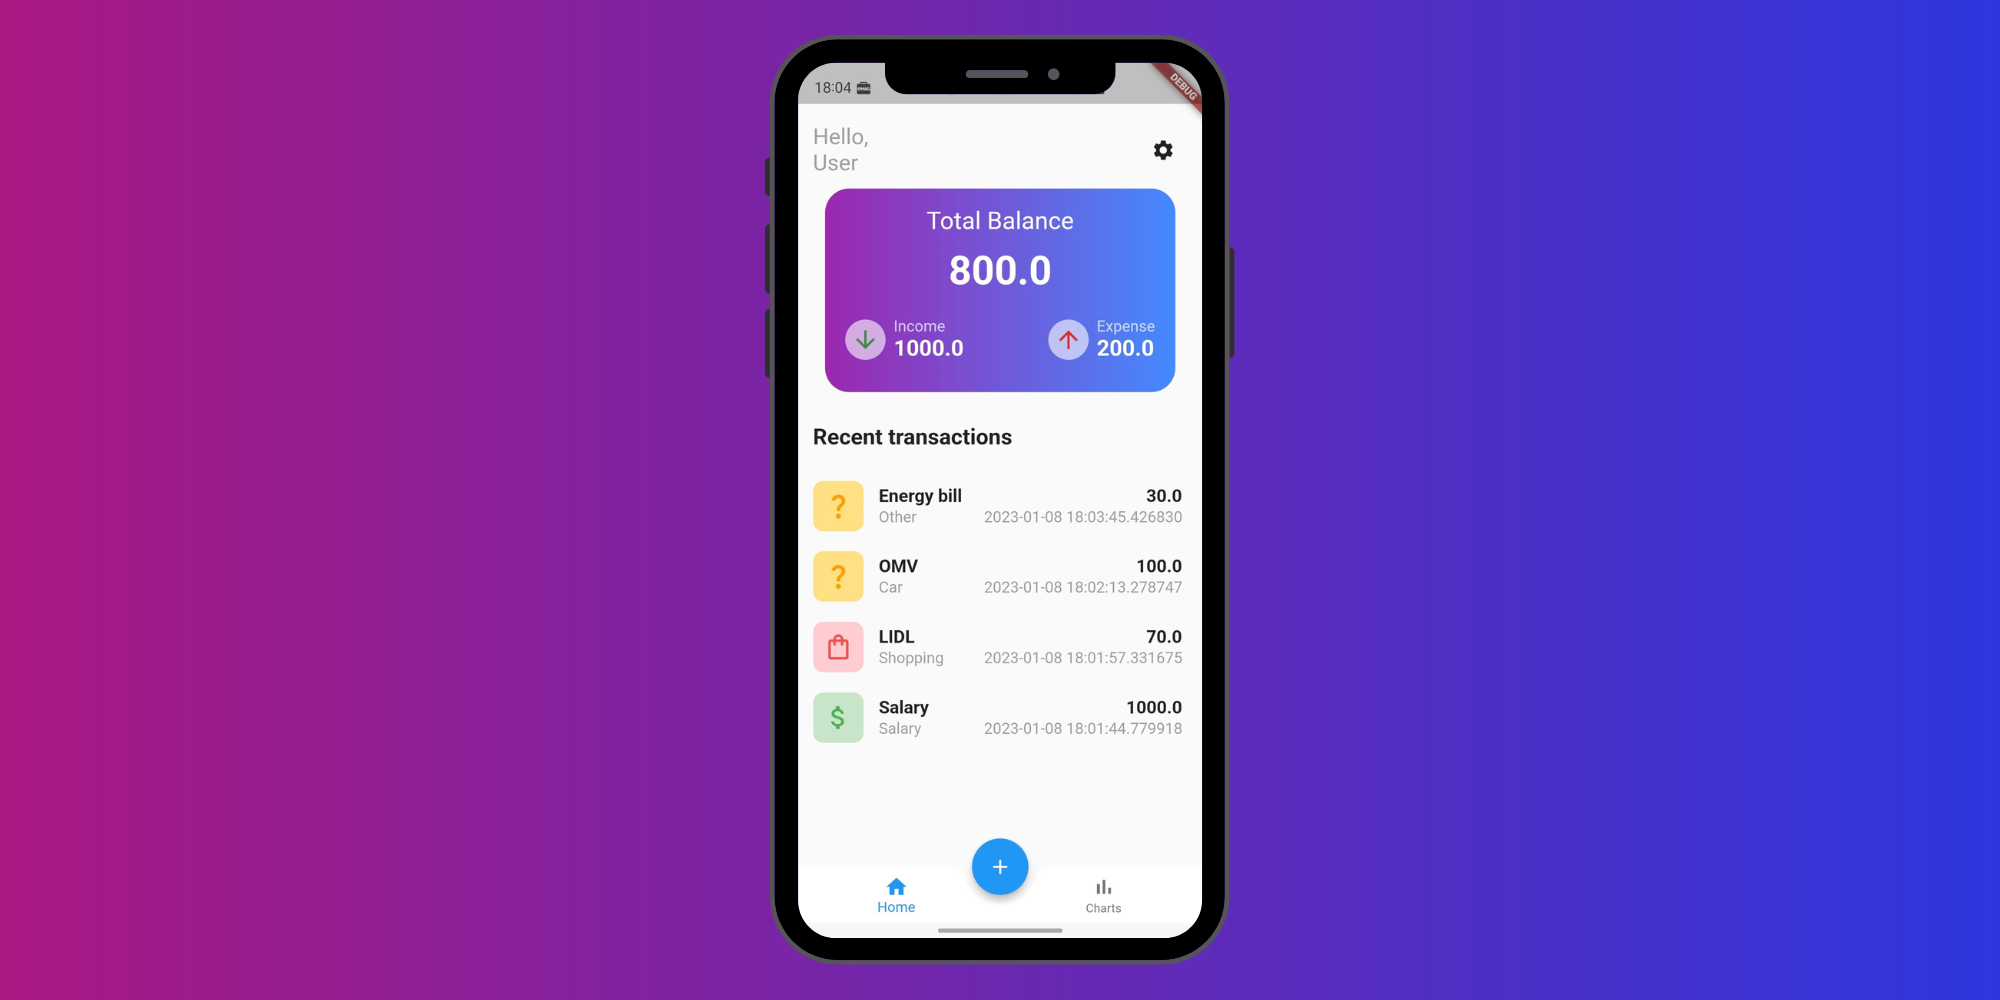 18:04
DEBUG
Hello,
User
Total Balance
800.0
Income
1000.0
Expense
200.0
Recent transactions
Energy bill 30.0
Other 2023-01-08 18:03:45.426830
OMV 100.0
Car 2023-01-08 18:02:13.278747
LIDL 70.0
Shopping 2023-01-08 18:01:57.331675
Salary 1000.0
Salary 2023-01-08 18:01:44.779918
Home
Charts